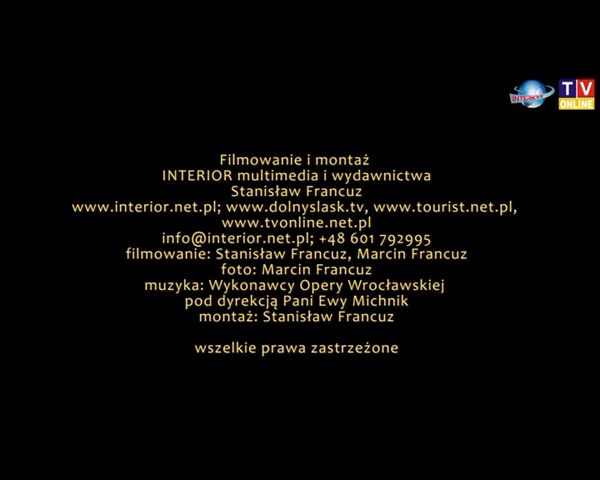 INTERIOR
TV
ONLINE
Filmowanie i montaż
INTERIOR multimedia i wydawnictwa
Stanisław Francuz
www.interior.net.pl; www.dolnyslask.tv, www.tourist.net.pl,
www.tvonline.net.pl
info@interior.net.pl; +48 601 792995
filmowanie: Stanisław Francuz, Marcin Francuz
foto: Marcin Francuz
muzyka: Wykonawcy Opery Wrocławskiej
pod dyrekcją Pani Ewy Michnik
montaż: Stanisław Francuz
wszelkie prawa zastrzeżone